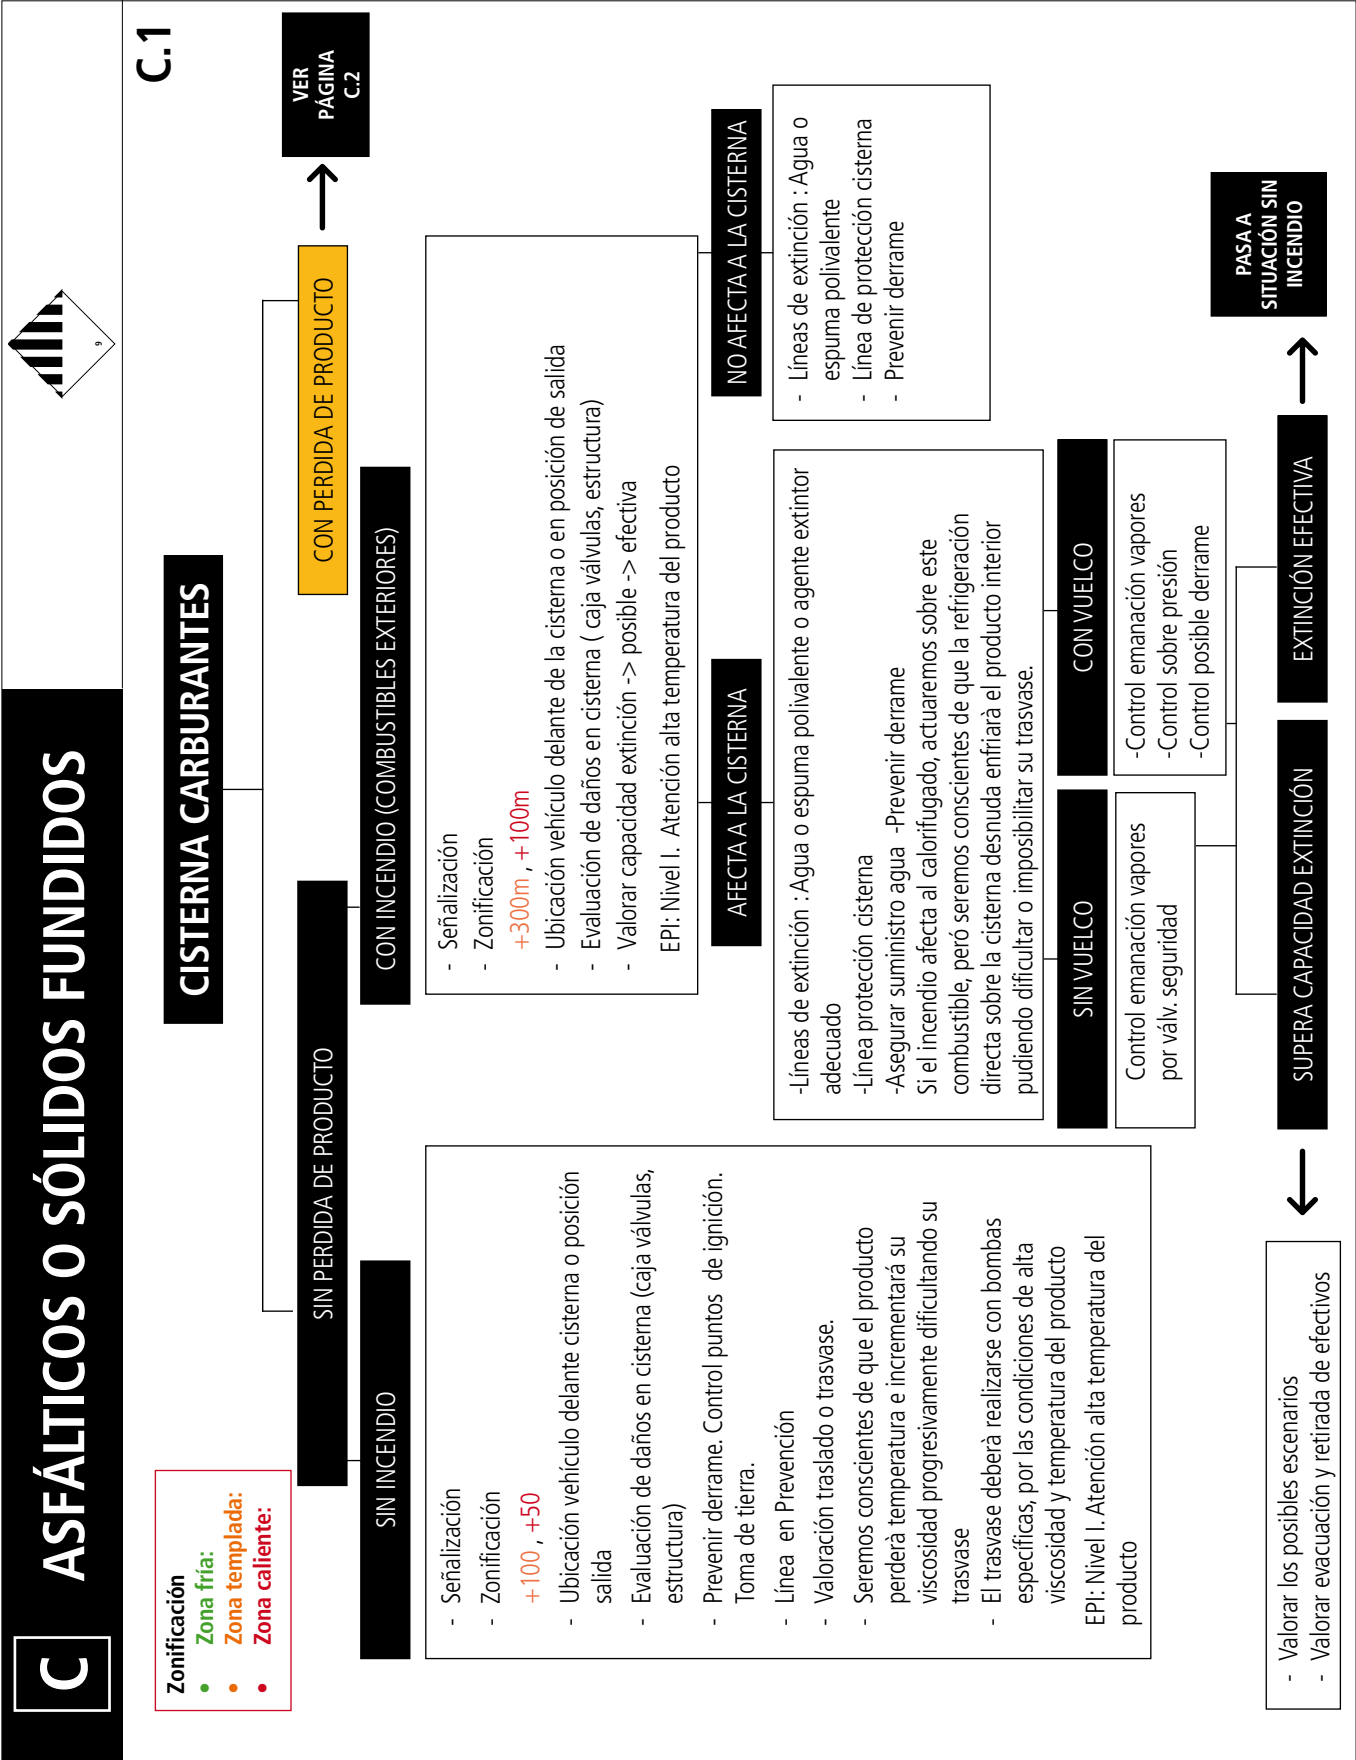 C
ASFÁLTICOS O SÓLIDOS FUNDIDOS
9
C.1
Zonificación
• Zona fría:
• Zona templada:
• Zona caliente:
CISTERNA CARBURANTES
SIN PERDIDA DE PRODUCTO
CON PERDIDA DE PRODUCTO
VER
PÁGINA
C.2
SIN INCENDIO
- Señalización
- Zonificación
+100 , +50
- Ubicación vehículo delante cisterna o posición
salida
- Evaluación de daños en cisterna (caja válvulas,
estructura)
- Prevenir derrame. Control puntos de ignición.
Toma de tierra.
- Línea en Prevención
- Valoración traslado o trasvase.
- Seremos conscientes de que el producto
perderà temperatura e incrementará su
viscosidad progresivamente dificultando su
trasvase
- El trasvase deberà realizarse con bombas
específicas, por las condiciones de alta
viscosidad y temperatura del producto
EPI: Nivel I. Atención alta temperatura del
producto
CON INCENDIO (COMBUSTIBLES EXTERIORES)
- Señalización
- Zonificación
+300m , +100m
- Ubicación vehículo delante de la cisterna o en posición de salida
- Evaluación de daños en cisterna ( caja válvulas, estructura)
- Valorar capacidad extinción -> posible -> efectiva
EPI: Nivel I. Atención alta temperatura del producto
AFECTA A LA CISTERNA
-Líneas de extinción : Agua o espuma polivalente o agente extintor
adecuado
-Línea protección cisterna
-Asegurar suministro agua -Prevenir derrame
Si el incendio afecta al calorifugado, actuaremos sobre este
combustible, peró seremos conscientes de que la refrigeración
directa sobre la cisterna desnuda enfriarà el producto interior
pudiendo dificultar o imposibilitar su trasvase.
NO AFECTA A LA CISTERNA
- Líneas de extinción : Agua o
espuma polivalente
- Línea de protección cisterna
- Prevenir derrame
SIN VUELCO
Control emanación vapores
por válv. seguridad
CON VUELCO
-Control emanación vapores
-Control sobre presión
-Control posible derrame
SUPERA CAPACIDAD EXTINCIÓN
EXTINCIÓN EFECTIVA
PASA A
SITUACIÓN SIN
INCENDIO
- Valorar los posibles escenarios
- Valorar evacuación y retirada de efectivos